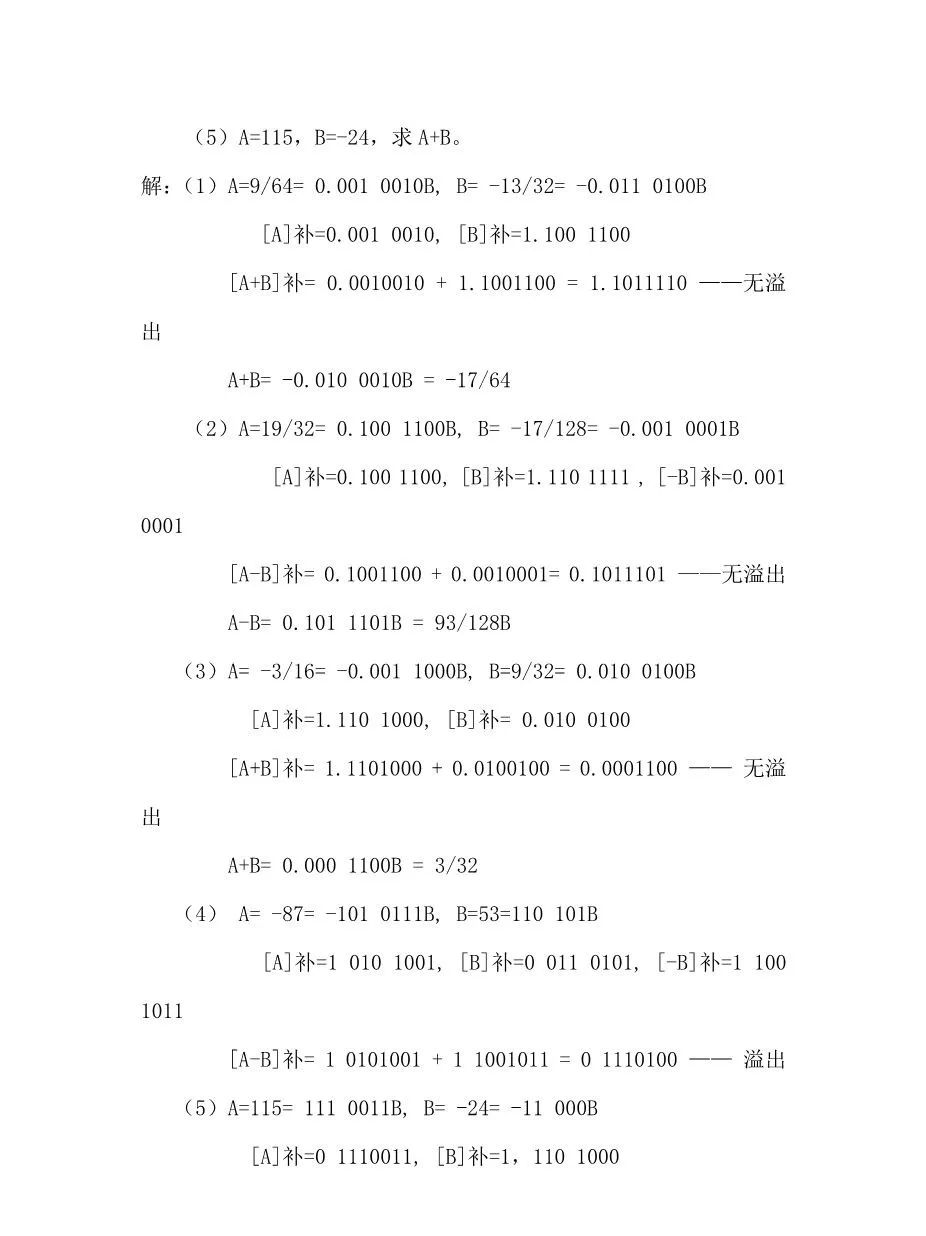 （5）A=115，B=-24，求 A+B。
解：（1）A=9/64= 0.001 0010B, B= -13/32= -0.011 0100B
[A]补=0.001 0010, [B]补=1.100 1100
[A+B]补= 0.0010010 + 1.1001100 = 1.1011110 ——无溢
出
A+B= -0.010 0010B = -17/64
（2）A=19/32= 0.100 1100B, B= -17/128= -0.001 0001B
[A]补=0.100 1100, [B]补=1.110 1111 , [-B]补=0.001
0001
[A-B]补= 0.1001100 + 0.0010001= 0.1011101 ——无溢出
A-B= 0.101 1101B = 93/128B
（3）A= -3/16= -0.001 1000B, B=9/32= 0.010 0100B
[A]补=1.110 1000, [B]补= 0.010 0100
[A+B]补= 1.1101000 + 0.0100100 = 0.0001100 —— 无溢
出
A+B= 0.000 1100B = 3/32
（4） A= -87= -101 0111B, B=53=110 101B
[A]补=1 010 1001, [B]补=0 011 0101, [-B]补=1 100
1011
[A-B]补= 1 0101001 + 1 1001011 = 0 1110100 —— 溢出
（5）A=115= 111 0011B, B= -24= -11 000B
[A]补=0 1110011, [B]补=1，110 1000